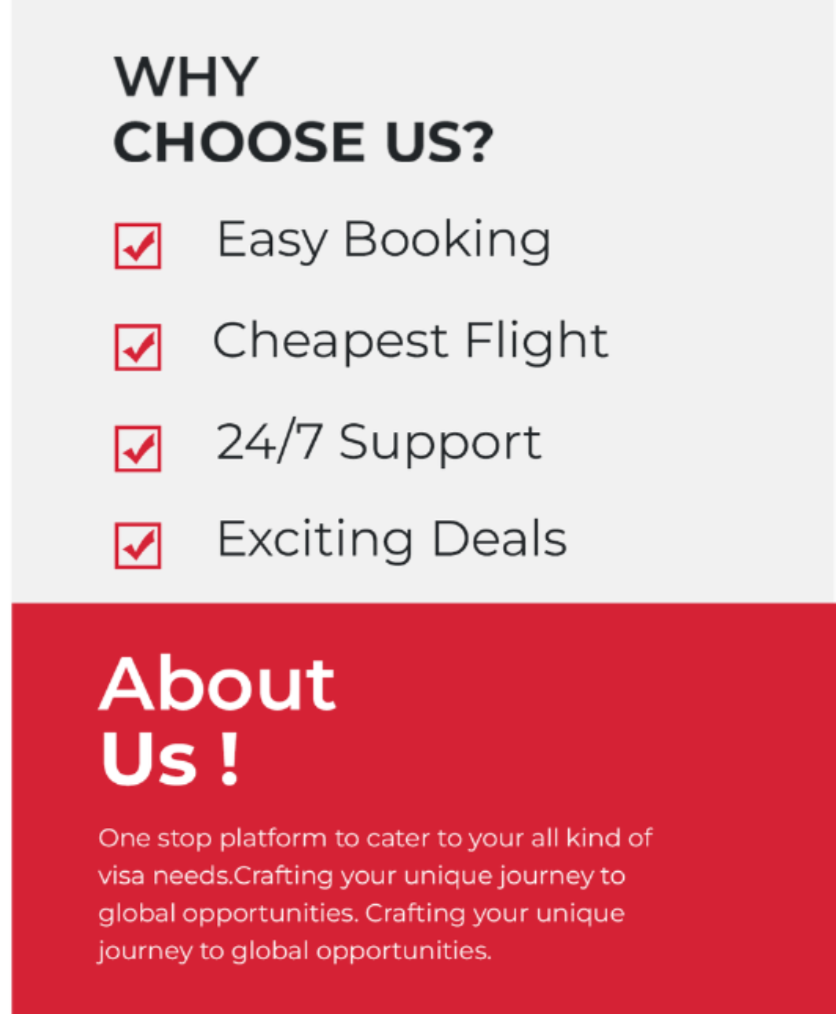 WHY
CHOOSE US?
Easy Booking
Cheapest Flight
24/7 Support
Exciting Deals
About
Us !
One stop platform to cater to your all kind of
visa needs.Crafting your unique journey to
global opportunities. Crafting your unique
journey to global opportunities.